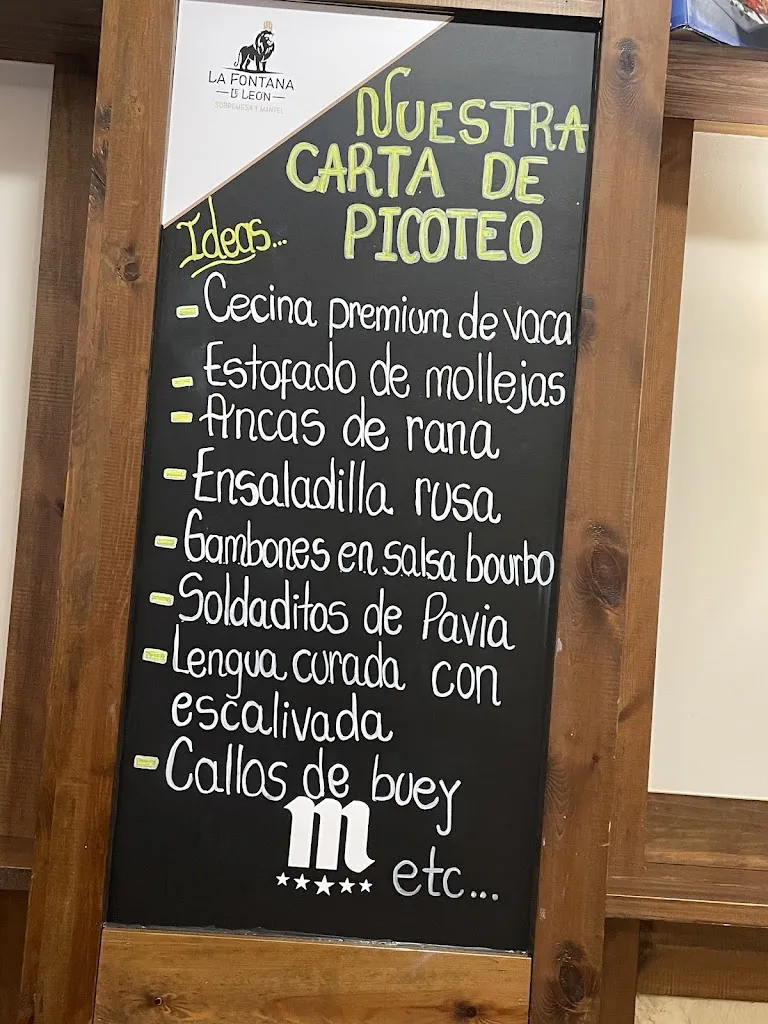 LA FONTANA
DE LEON
SOBREMESA Y MANTEL
NUESTRA
CARTA DE
PICOTEO
Ideas...
- Cecina premium de vaca
- Estofado de mollejas
- Ancas de rana
- Ensaladilla rusa
- Gambones en salsa bourbo
- Soldaditos de Pavia
- Lengua curada con
escalivada
- Callos de buey
m
etc...